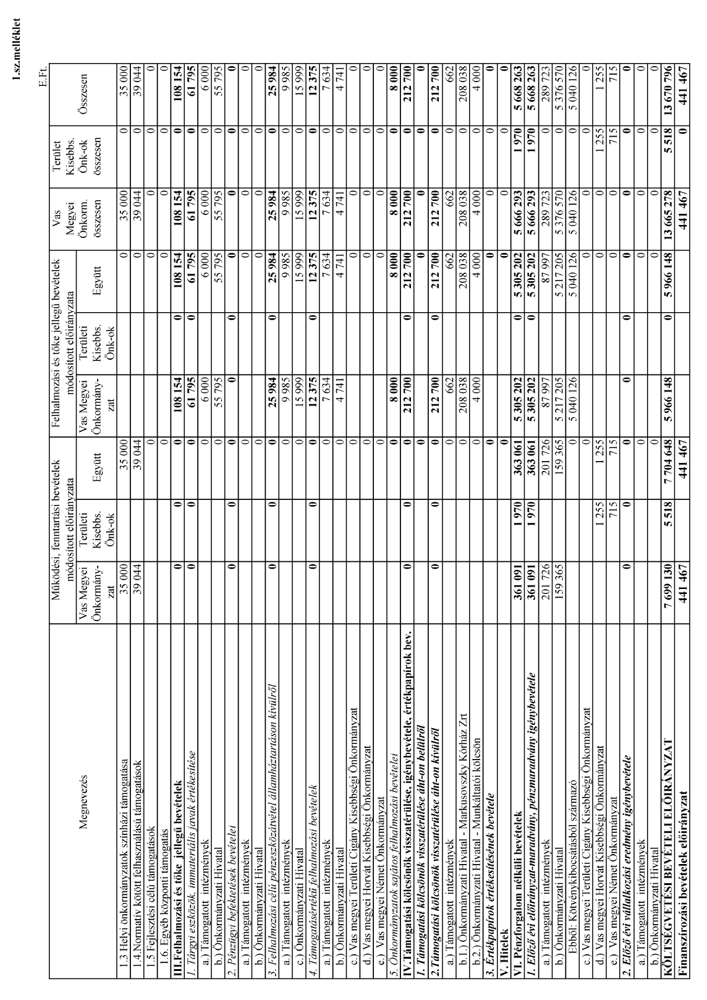 1.sz.melléklet
E.Ft.
Megnevezés
Működési, fenntartási bevételek módosított előirányzata
Felhalmozási és tőke jellegű bevételek módosított előirányzata
Vas Megyei Önkorm. összesen
Terület Kisebbs. Önk-ok összesen
Összesen
Vas Megyei Önkormány-zat
Területi Kisebbs. Önk-ok
Együtt
Vas Megyei Önkormány-zat
Területi Kisebbs. Önk-ok
Együtt
1.3 Helyi önkormányzatok színházi támogatása 35 000 35 000 0 35 000 0 35 000
1.4.Normatív kötött felhasználású támogatások 39 044 39 044 0 39 044 0 39 044
1.5 Fejlesztési célú támogatások 0 0 0 0 0
1.6. Egyéb központi támogatás 0 0 0 0 0
III.Felhalmozási és tőke jellegű bevételek 0 0 0 108 154 0 108 154 108 154 0 108 154
1. Tárgyi eszközök, immateriális javak értékesítése 0 0 0 61 795 0 61 795 61 795 0 61 795
a.) Támogatott intézmények 0 6 000 6 000 6 000 0 6 000
b.) Önkormányzati Hivatal 0 55 795 55 795 55 795 0 55 795
2. Pénzügyi befektetések bevételei 0 0 0 0 0 0 0 0 0
a.) Támogatott intézmények 0 0 0 0 0
b.) Önkormányzati Hivatal 0 0 0 0 0
3. Felhalmozási célú pénzeszközátvétel államháztartáson kívülről 0 0 0 25 984 0 25 984 25 984 0 25 984
a.) Támogatott intézmények 0 9 985 9 985 9 985 0 9 985
c.) Önkormányzati Hivatal 0 15 999 15 999 15 999 0 15 999
4. Támogatásértékű felhalmozási bevételek 0 0 0 12 375 0 12 375 12 375 0 12 375
a.) Támogatott intézmények 0 7 634 7 634 7 634 0 7 634
b.) Önkormányzati Hivatal 0 4 741 4 741 4 741 0 4 741
c.) Vas megyei Területi Cigány Kisebbségi Önkormányzat 0 0 0 0 0
d.) Vas megyei Horvát Kisebbségi Önkormányzat 0 0 0 0 0
e.) Vas megyei Német Önkormányzat 0 0 0 0 0
5. Önkormányzatok sajátos felhalmozási bevételei 0 8 000 8 000 8 000 0 8 000
IV.Támogatási kölcsönök visszatérülése, igénybevétele, értékpapírok bev. 0 0 0 212 700 0 212 700 212 700 0 212 700
1. Támogatási kölcsönök visszatérülése áht-on belülről 0 0 0 0 0
2.Támogatási kölcsönök visszatérülése áht-on kívülről 0 0 0 212 700 0 212 700 212 700 0 212 700
a.) Támogatott intézmények 0 662 662 662 0 662
b.1.) Önkormányzati Hivatal - Markusovszky Kórház Zrt 0 208 038 208 038 208 038 0 208 038
b.2.) Önkormányzati Hivatal - Munkáltatói kölcsön 0 4 000 4 000 4 000 0 4 000
3. Értékpapírok értékesítésének bevétele 0 0 0 0 0
V. Hitelek 0 0 0 0 0
VI. Pénzforgalom nélküli bevételek 361 091 1 970 363 061 5 305 202 0 5 305 202 5 666 293 1 970 5 668 263
1. Előző évi előirányzat-maradvány, pénzmaradvány igénybevétele 361 091 1 970 363 061 5 305 202 0 5 305 202 5 666 293 1 970 5 668 263
a.) Támogatott intézmények 201 726 201 726 87 997 87 997 289 723 0 289 723
b.) Önkormányzati Hivatal 159 365 159 365 5 217 205 5 217 205 5 376 570 0 5 376 570
Ebből: Kötvénykibocsátásból származó 0 5 040 126 5 040 126 5 040 126 0 5 040 126
c.) Vas megyei Területi Cigány Kisebbségi Önkormányzat 0 0 0 0 0
d.) Vas megyei Horvát Kisebbségi Önkormányzat 1 255 1 255 0 0 1 255 1 255
e.) Vas megyei Német Önkormányzat 715 715 0 0 715 715
2. Előző évi vállalkozási eredmény igénybevétele 0 0 0 0 0 0 0 0 0
a.) Támogatott intézmények 0 0 0 0 0
b.) Önkormányzati Hivatal 0 0 0 0 0
KÖLTSÉGVETÉSI BEVÉTELI ELŐIRÁNYZAT 7 699 130 5 518 7 704 648 5 966 148 0 5 966 148 13 665 278 5 518 13 670 796
Finanszírozási bevételek előirányzat 441 467 441 467 441 467 0 441 467